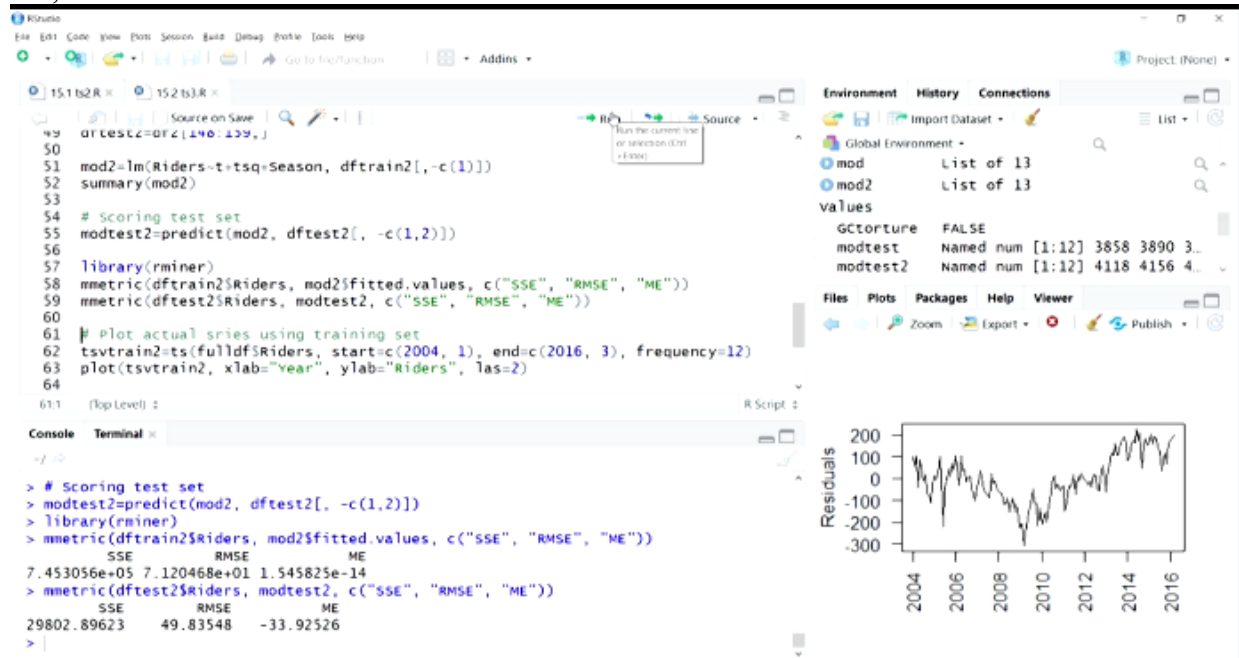 RStudio
File Edit Code View Plots Session Build Debug Profile Tools Help
Go to file/function Addins
Project: (None)
15.1 ts2.R × 15.2 ts3.R ×
Source on Save Run Source
Run the current line
or selection (Ctrl
+Enter)
49 dftest2=df2[148:159,]
50
51 mod2=lm(Riders~t+tsq+Season, dftrain2[,-c(1)])
52 summary(mod2)
53
54 # Scoring test set
55 modtest2=predict(mod2, dftest2[, -c(1,2)])
56
57 library(rminer)
58 mmetric(dftrain2$Riders, mod2$fitted.values, c("SSE", "RMSE", "ME"))
59 mmetric(dftest2$Riders, modtest2, c("SSE", "RMSE", "ME"))
60
61 # Plot actual sries using training set
62 tsvtrain2=ts(fulldf$Riders, start=c(2004, 1), end=c(2016, 3), frequency=12)
63 plot(tsvtrain2, xlab="Year", ylab="Riders", las=2)
64
61:1 (Top Level) R Script
Console Terminal ×
~/
> # Scoring test set
> modtest2=predict(mod2, dftest2[, -c(1,2)])
> library(rminer)
> mmetric(dftrain2$Riders, mod2$fitted.values, c("SSE", "RMSE", "ME"))
SSE RMSE ME
7.453056e+05 7.120468e+01 1.545825e-14
> mmetric(dftest2$Riders, modtest2, c("SSE", "RMSE", "ME"))
SSE RMSE ME
29802.89623 49.83548 -33.92526
>
Environment History Connections
Import Dataset List
Global Environment
mod List of 13
mod2 List of 13
values
GCtorture FALSE
modtest Named num [1:12] 3858 3890 3…
modtest2 Named num [1:12] 4118 4156 4…
Files Plots Packages Help Viewer
Zoom Export Publish
Residuals
200
100
0
-100
-200
-300
2004 2006 2008 2010 2012 2014 2016